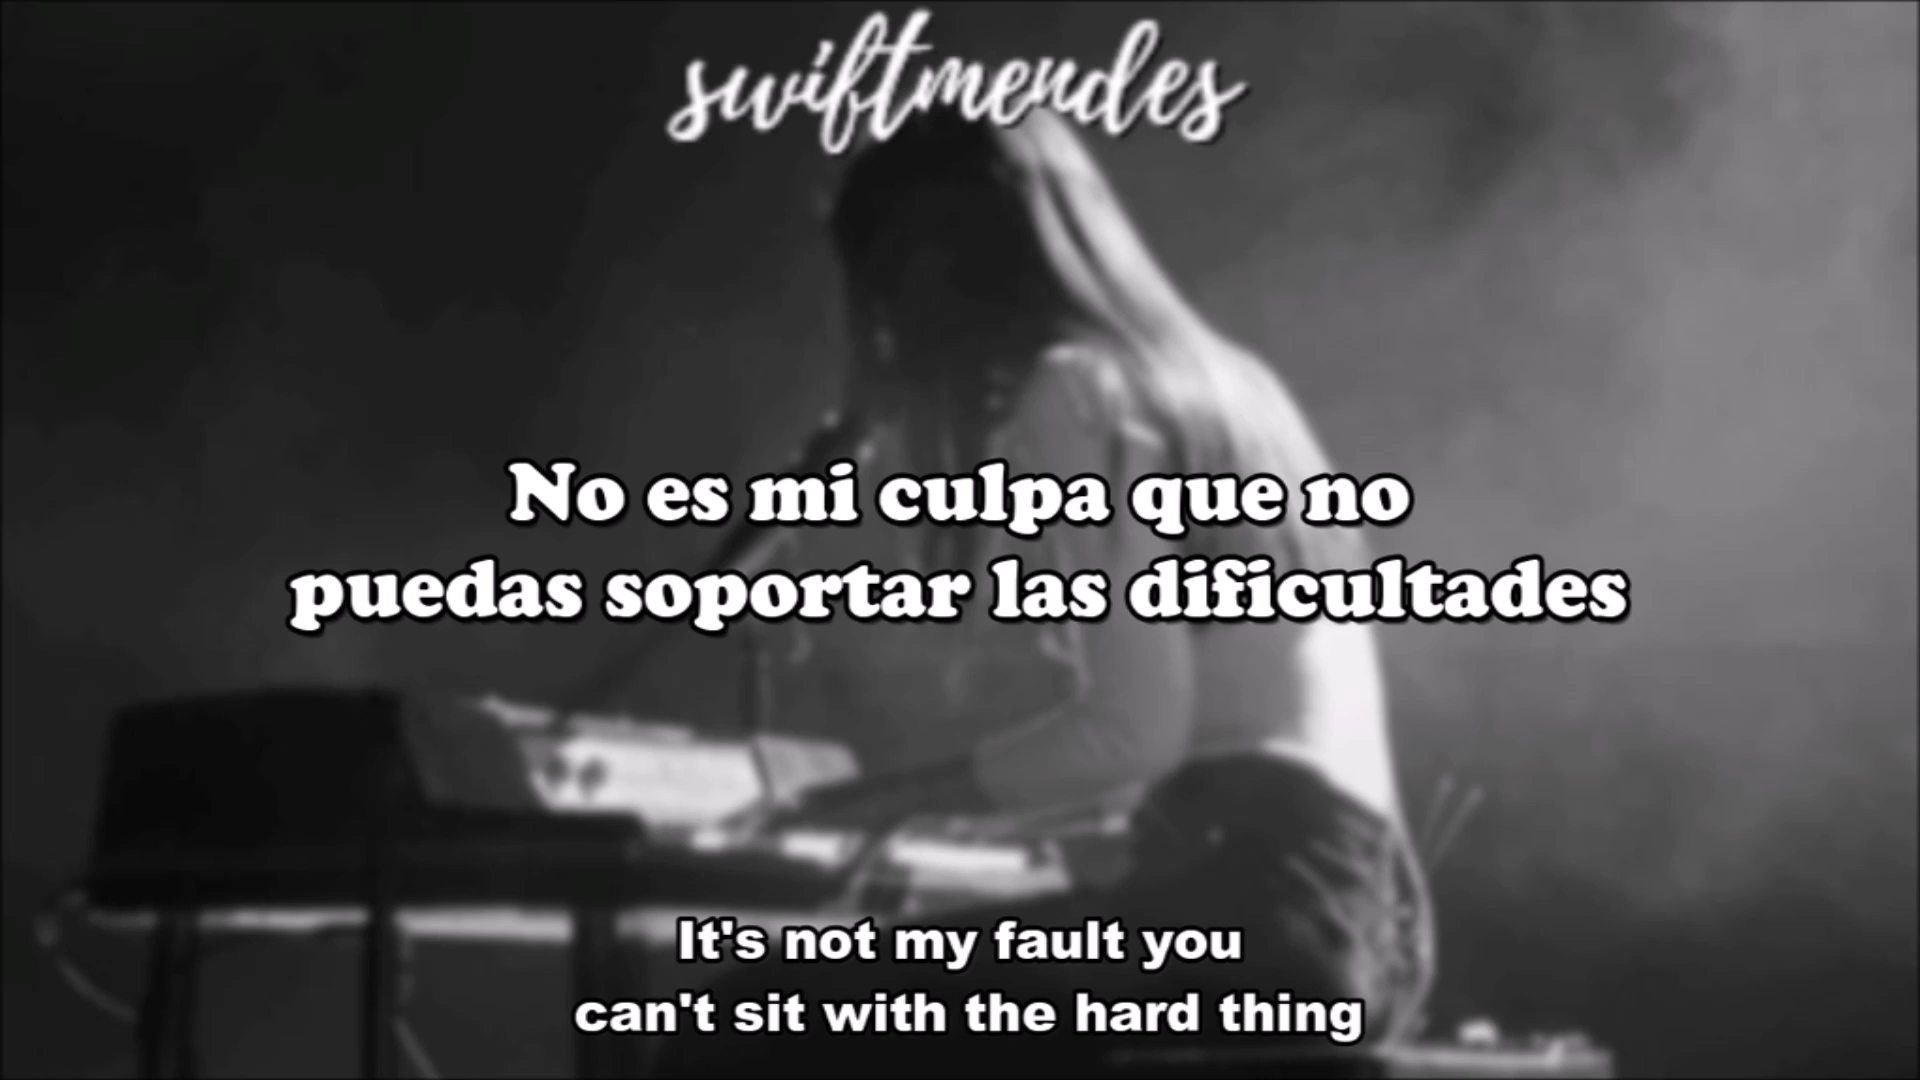 swiftmendes
No es mi culpa que no
puedas soportar las dificultades
It's not my fault you
can't sit with the hard thing